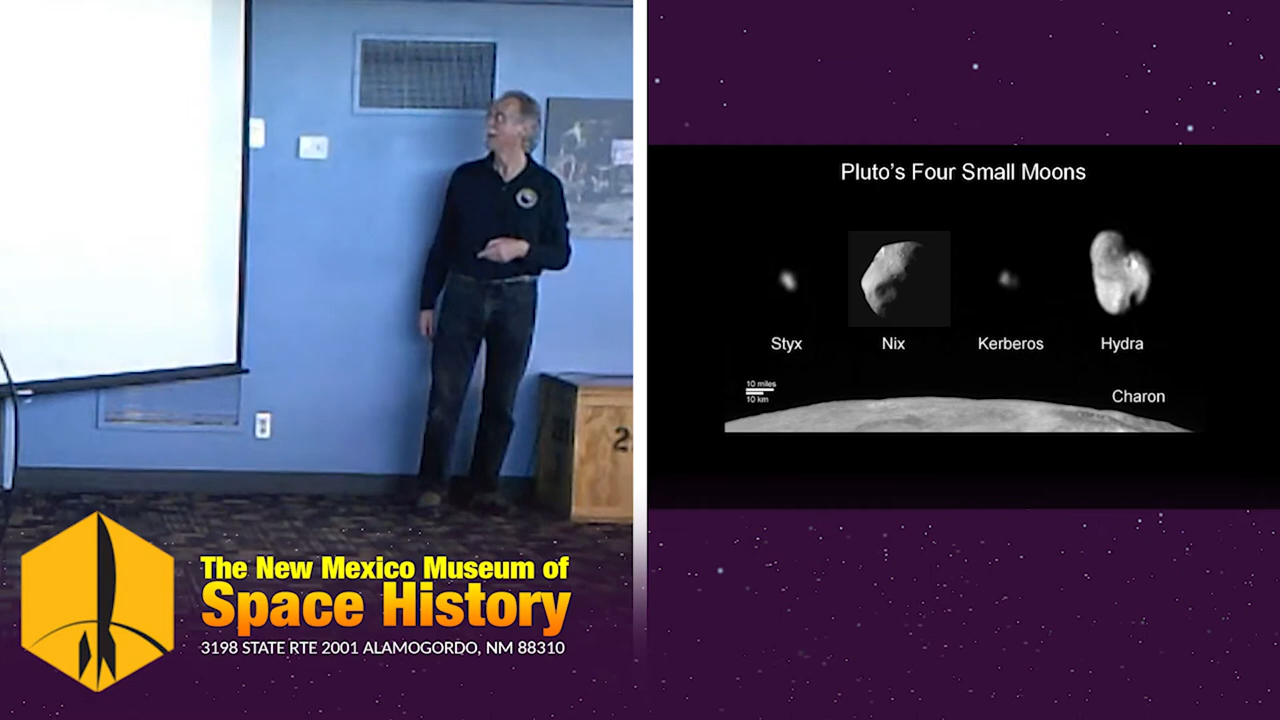 The New Mexico Museum of
Space History
3198 STATE RTE 2001 ALAMOGORDO, NM 88310
Pluto's Four Small Moons
Styx
Nix
Kerberos
Hydra
10 miles
10 km
Charon
2